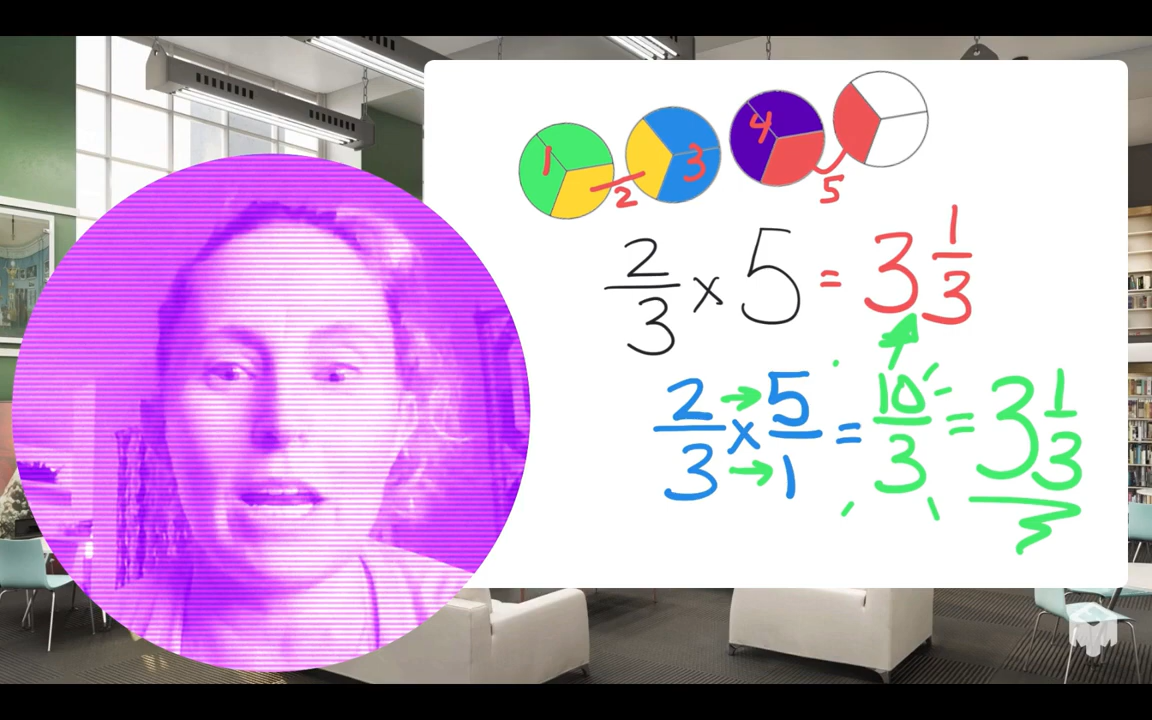 1 2 3 4 5
2/3 x 5 = 3 1/3
2/3 x 5/1 = 10/3 = 3 1/3